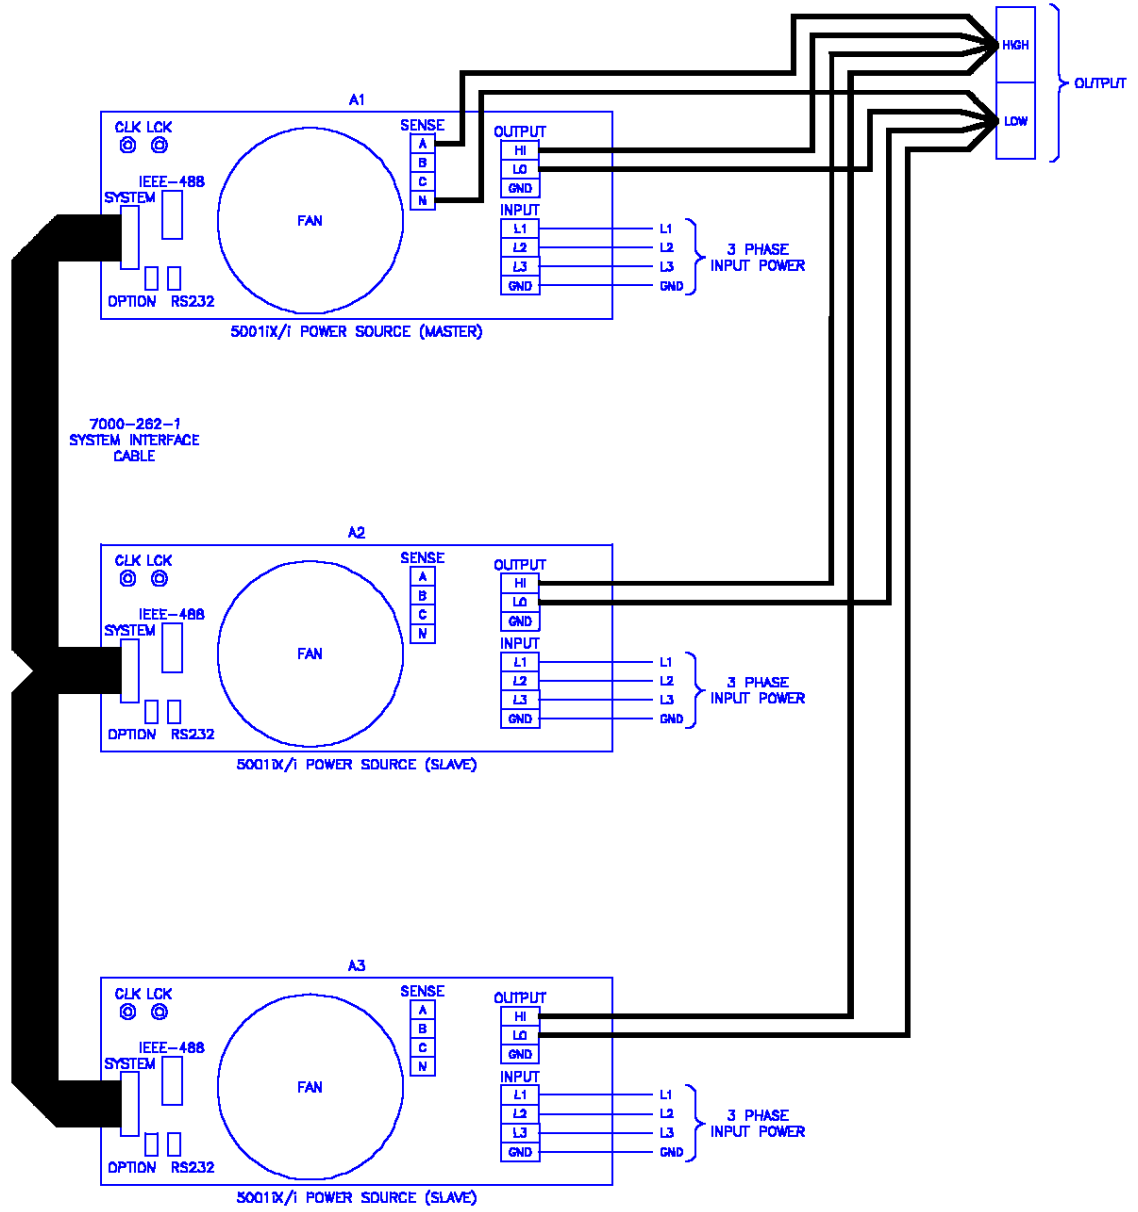 HIGH
OUTPUT
LOW
A1
CLK LCK
SENSE
A
B
C
N
OUTPUT
HI
LO
GND
IEEE-488
SYSTEM
FAN
INPUT
L1 L1
L2 L2
L3 L3
GND GND
3 PHASE
INPUT POWER
OPTION RS232
5001iX/i POWER SOURCE (MASTER)
7000-262-1
SYSTEM INTERFACE
CABLE
A2
CLK LCK
SENSE
A
B
C
N
OUTPUT
HI
LO
GND
IEEE-488
SYSTEM
FAN
INPUT
L1 L1
L2 L2
L3 L3
GND GND
3 PHASE
INPUT POWER
OPTION RS232
5001iX/i POWER SOURCE (SLAVE)
A3
CLK LCK
SENSE
A
B
C
N
OUTPUT
HI
LO
GND
IEEE-488
SYSTEM
FAN
INPUT
L1 L1
L2 L2
L3 L3
GND GND
3 PHASE
INPUT POWER
OPTION RS232
5001iX/i POWER SOURCE (SLAVE)